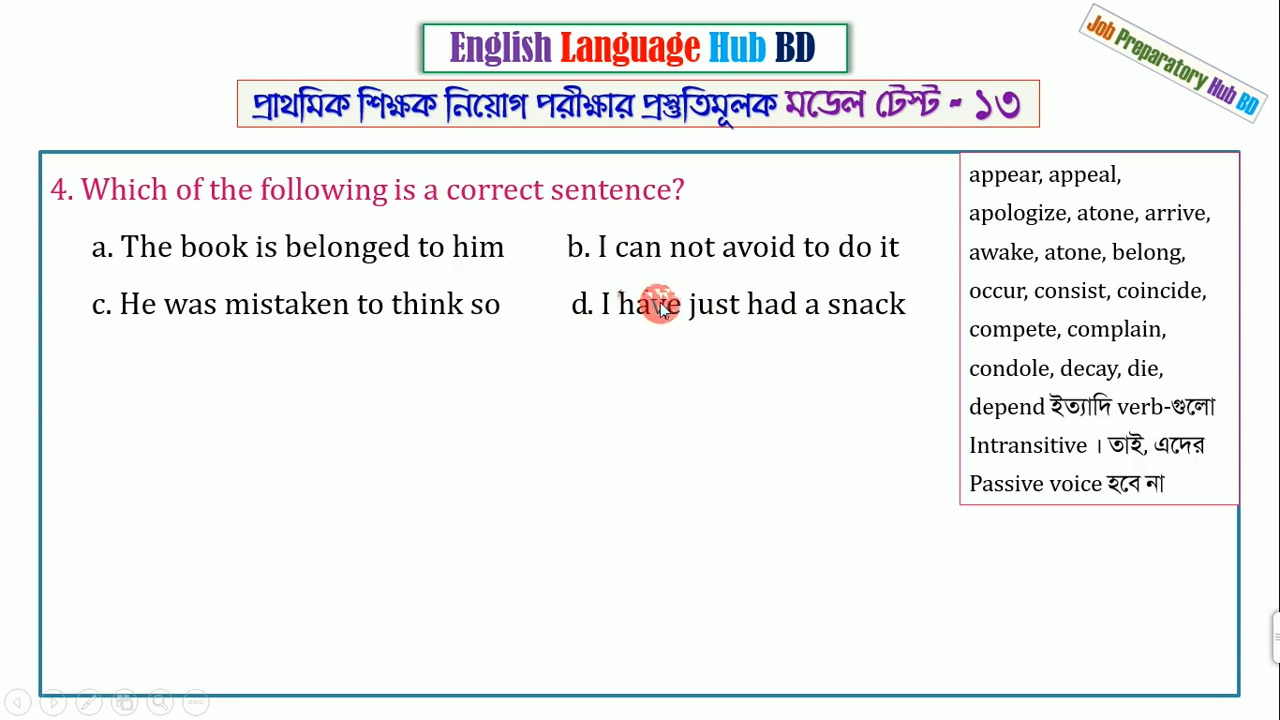 English Language Hub BD
Job Preparatory Hub BD
প্রাথমিক শিক্ষক নিয়োগ পরীক্ষার প্রস্তুতিমূলক মডেল টেস্ট - ১৩
4. Which of the following is a correct sentence?
a. The book is belonged to him b. I can not avoid to do it
c. He was mistaken to think so d. I have just had a snack
appear, appeal,
apologize, atone, arrive,
awake, atone, belong,
occur, consist, coincide,
compete, complain,
condole, decay, die,
depend ইত্যাদি verb-গুলো
Intransitive । তাই, এদের
Passive voice হবে না